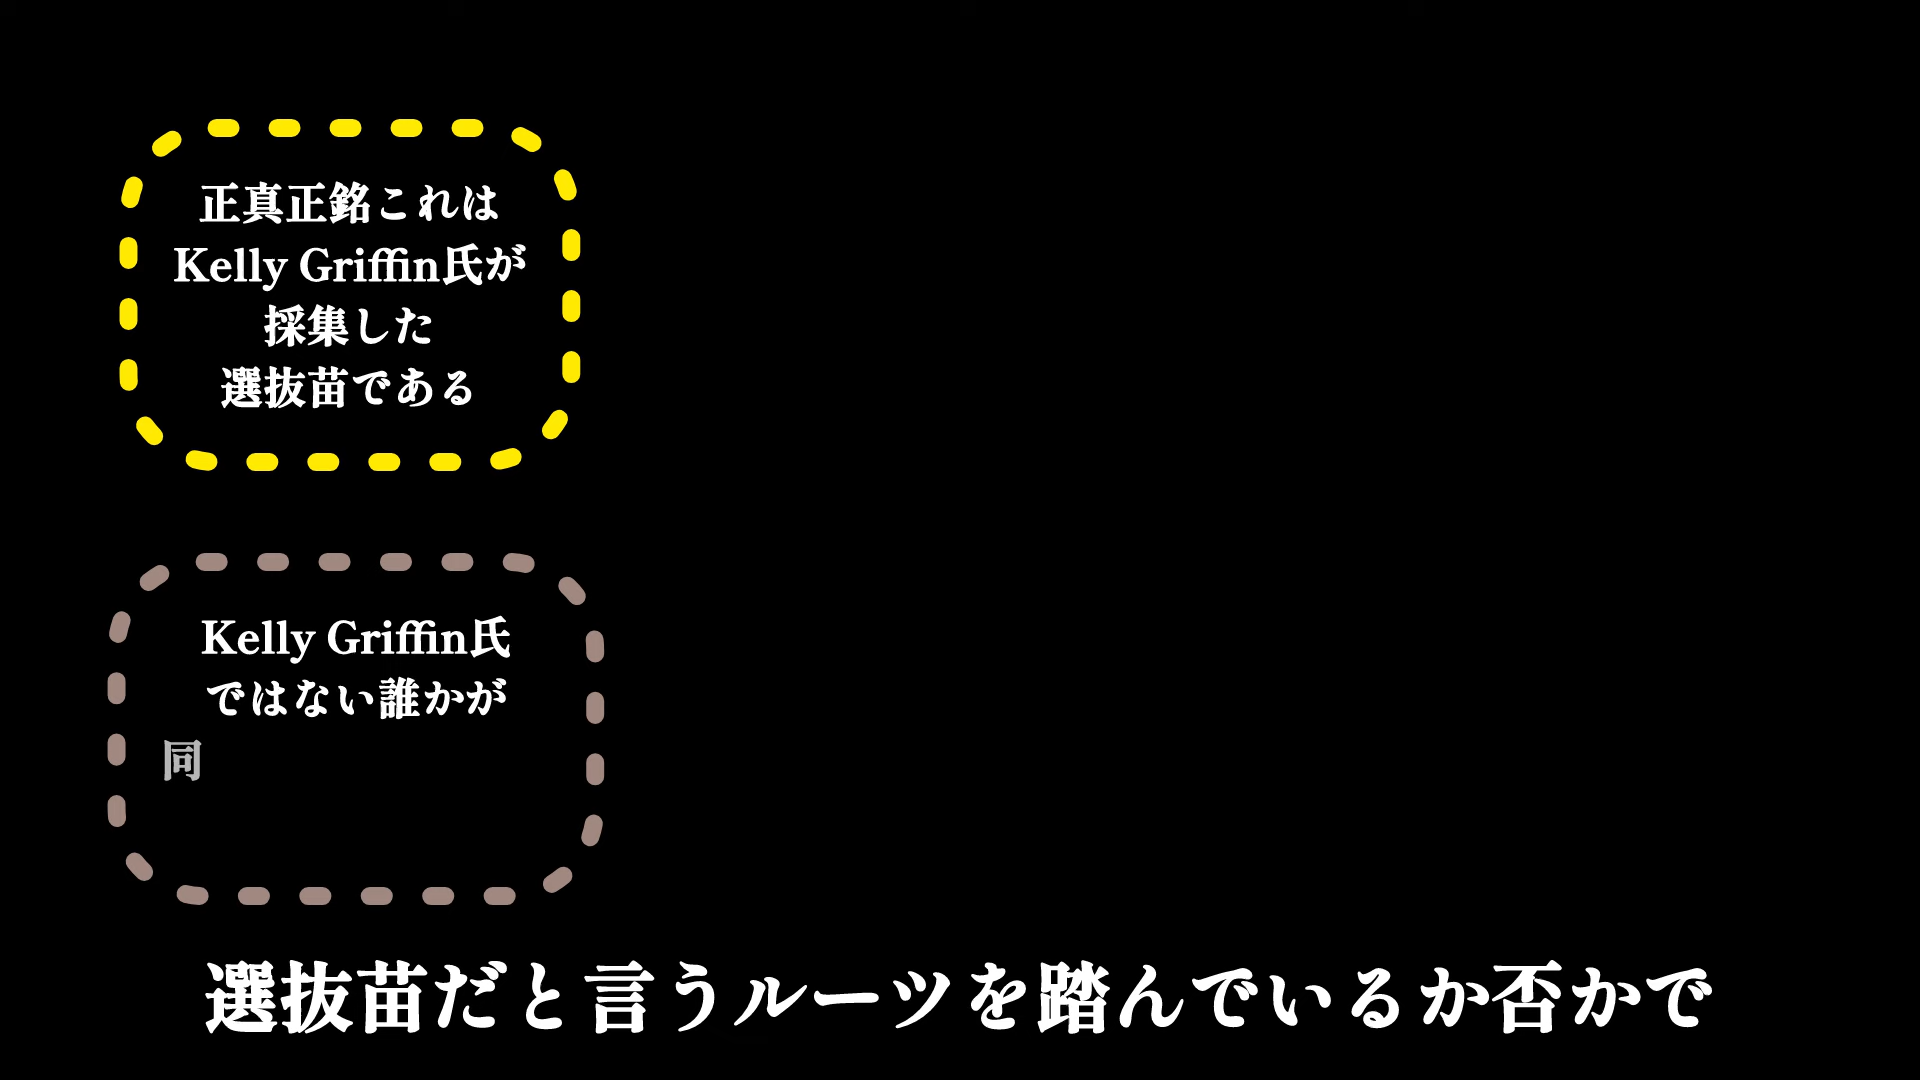 正真正銘これは
Kelly Griffin氏が
採集した
選抜苗である
Kelly Griffin氏
ではない誰かが
同
選抜苗だと言うルーツを踏んでいるか否かで